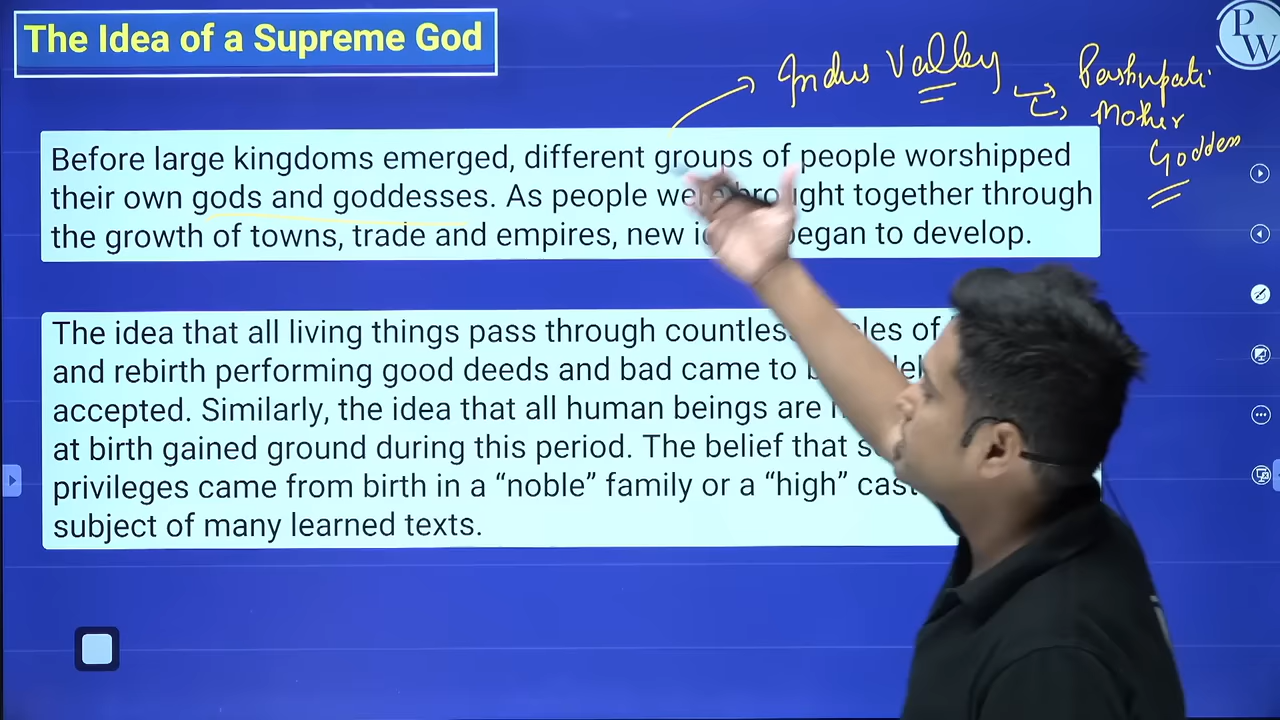 The Idea of a Supreme God
PW
Indus Valley
Pashupati
Mother
Goddess
Before large kingdoms emerged, different groups of people worshipped
their own gods and goddesses. As people were brought together through
the growth of towns, trade and empires, new began to develop.
The idea that all living things pass through countless of
and rebirth performing good deeds and bad came to
accepted. Similarly, the idea that all human beings are
at birth gained ground during this period. The belief that
privileges came from birth in a “noble” family or a “high”
subject of many learned texts.